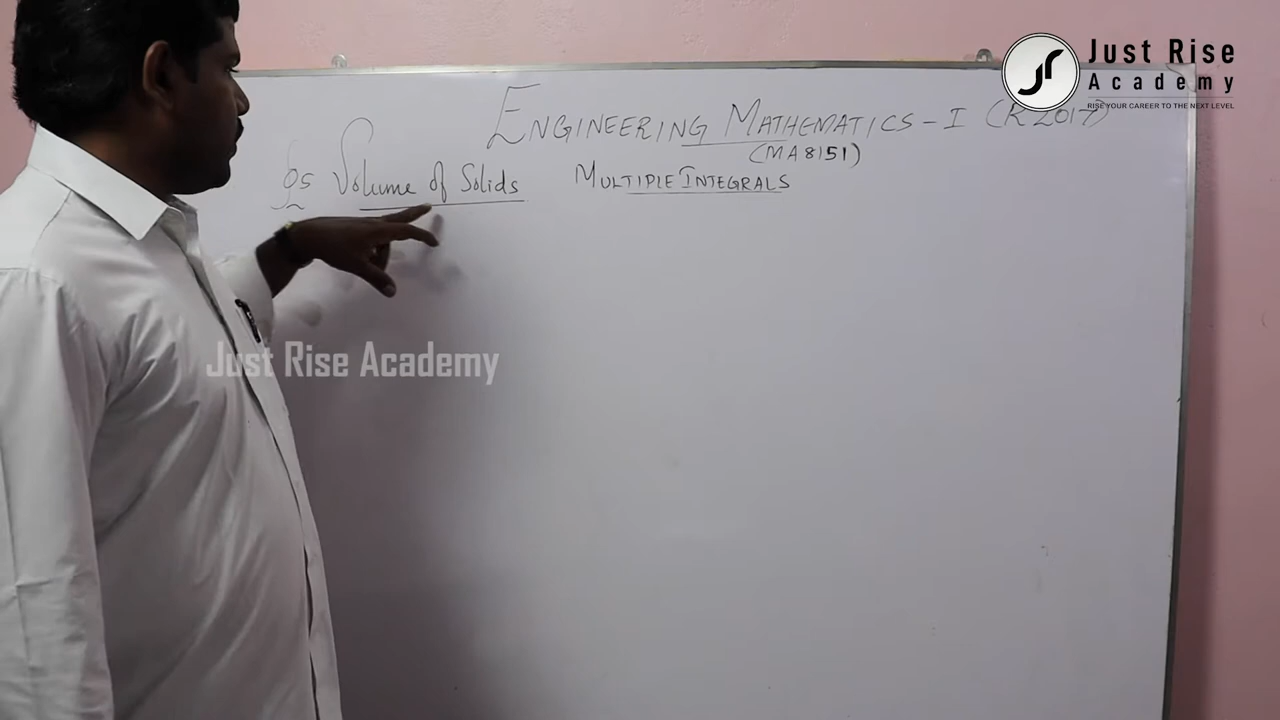 Just Rise
Academy
RISE YOUR CAREER TO THE NEXT LEVEL
ENGINEERING MATHEMATICS - I (R2017)
(MA8151)
05 Volume of Solids MULTIPLE INTEGRALS
Just Rise Academy